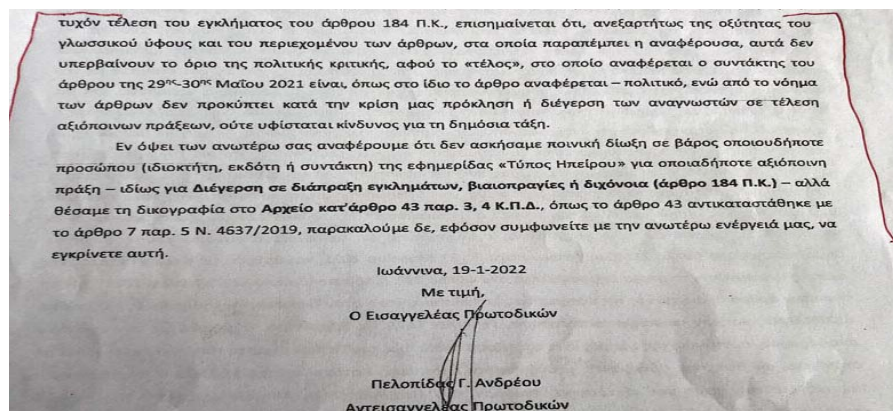 τυχόν τέλεση του εγκλήματος του άρθρου 184 Π.Κ., επισημαίνεται ότι, ανεξαρτήτως της οξύτητας του
γλωσσικού ύφους και του περιεχομένου των άρθρων, στα οποία παραπέμπει η αναφέρουσα, αυτά δεν
υπερβαίνουν το όριο της πολιτικής κριτικής, αφού το «τέλος», στο οποίο αναφέρεται ο συντάκτης του
άρθρου της 29ης-30ης Μαΐου 2021 είναι, όπως στο ίδιο το άρθρο αναφέρεται – πολιτικό, ενώ από το νόημα
των άρθρων δεν προκύπτει κατά την κρίση μας πρόκληση ή διέγερση των αναγνωστών σε τέλεση
αξιόποινων πράξεων, ούτε υφίσταται κίνδυνος για τη δημόσια τάξη.
Εν όψει των ανωτέρω σας αναφέρουμε ότι δεν ασκήσαμε ποινική δίωξη σε βάρος οποιουδήποτε
προσώπου (ιδιοκτήτη, εκδότη ή συντάκτη) της εφημερίδας «Τύπος Ηπείρου» για οποιαδήποτε αξιόποινη
πράξη – ιδίως για Διέγερση σε διάπραξη εγκλημάτων, βιαιοπραγίες ή διχόνοια (άρθρο 184 Π.Κ.) – αλλά
θέσαμε τη δικογραφία στο Αρχείο κατ'άρθρο 43 παρ. 3, 4 Κ.Π.Δ., όπως το άρθρο 43 αντικαταστάθηκε με
το άρθρο 7 παρ. 5 Ν. 4637/2019, παρακαλούμε δε, εφόσον συμφωνείτε με την ανωτέρω ενέργειά μας, να
εγκρίνετε αυτή.
Ιωάννινα, 19-1-2022
Με τιμή,
Ο Εισαγγελέας Πρωτοδικών
Πελοπίδας Γ. Ανδρέου
Αντεισαγγελέας Πρωτοδικών